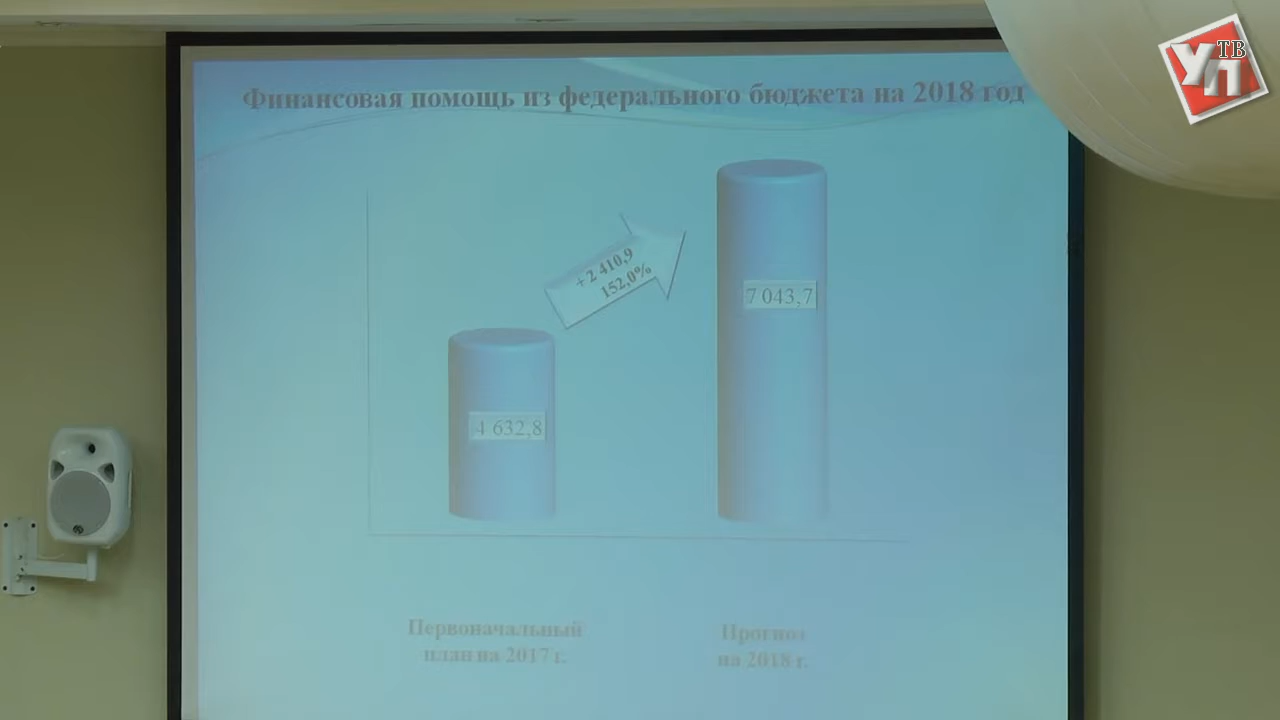 УП ТВ
Финансовая помощь из федерального бюджета на 2018 год
+ 2 410,9
152,0%
7 043,7
4 632,8
Первоначальный
план на 2017 г.
Прогноз
на 2018 г.